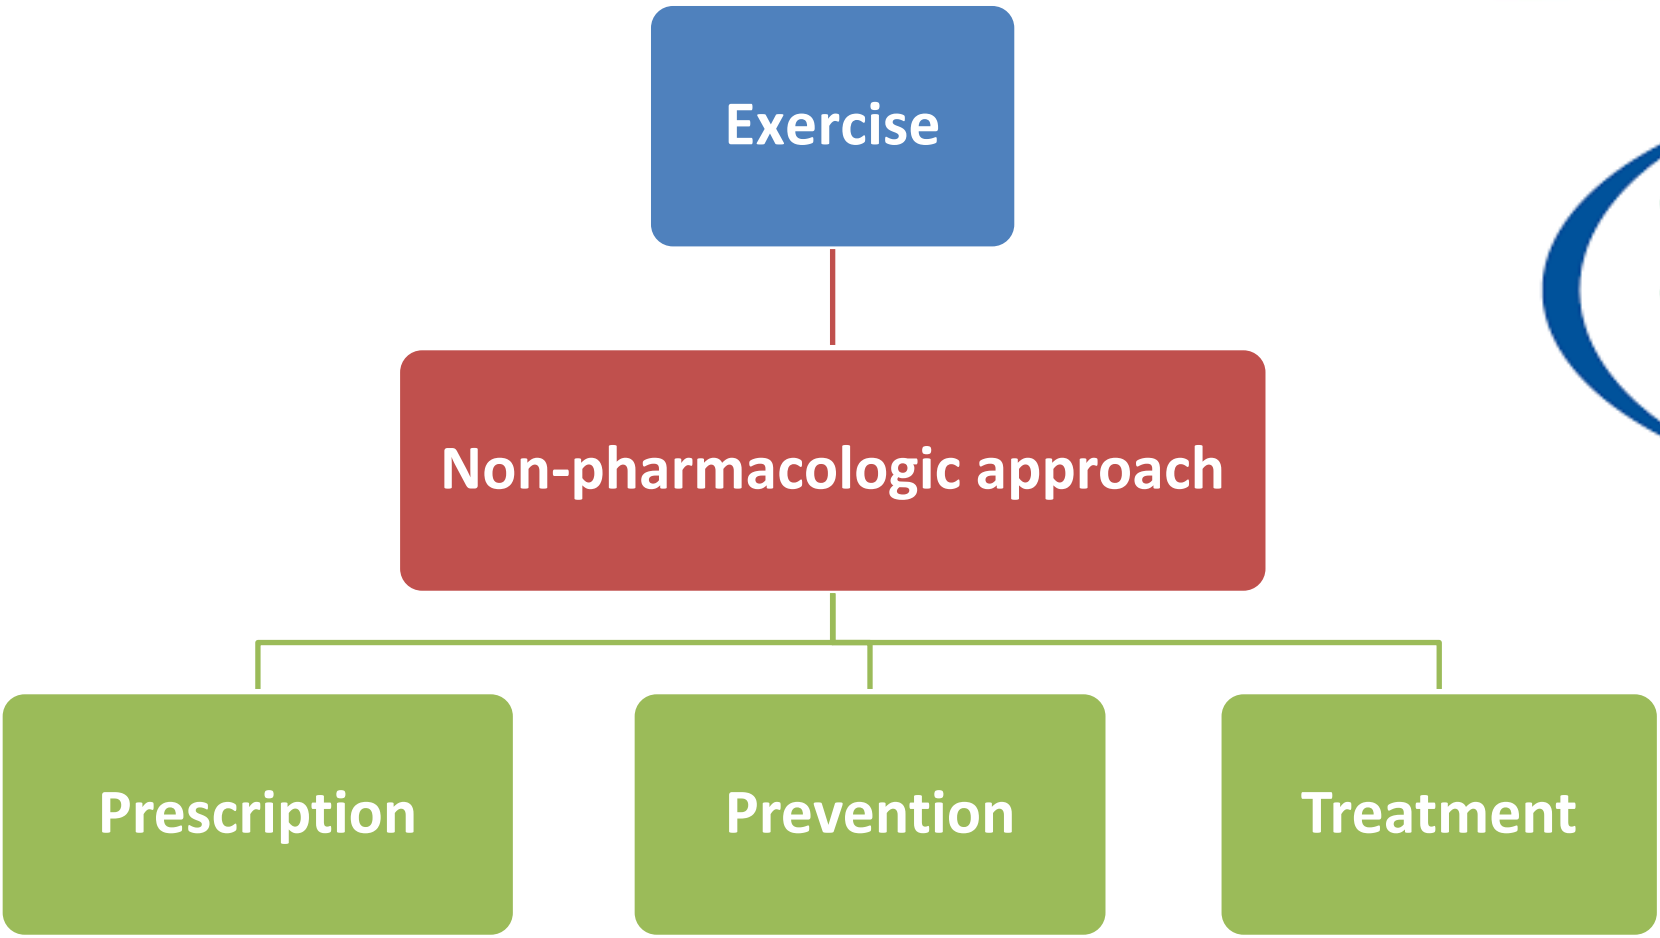 Exercise
Non-pharmacologic approach
Prescription
Prevention
Treatment